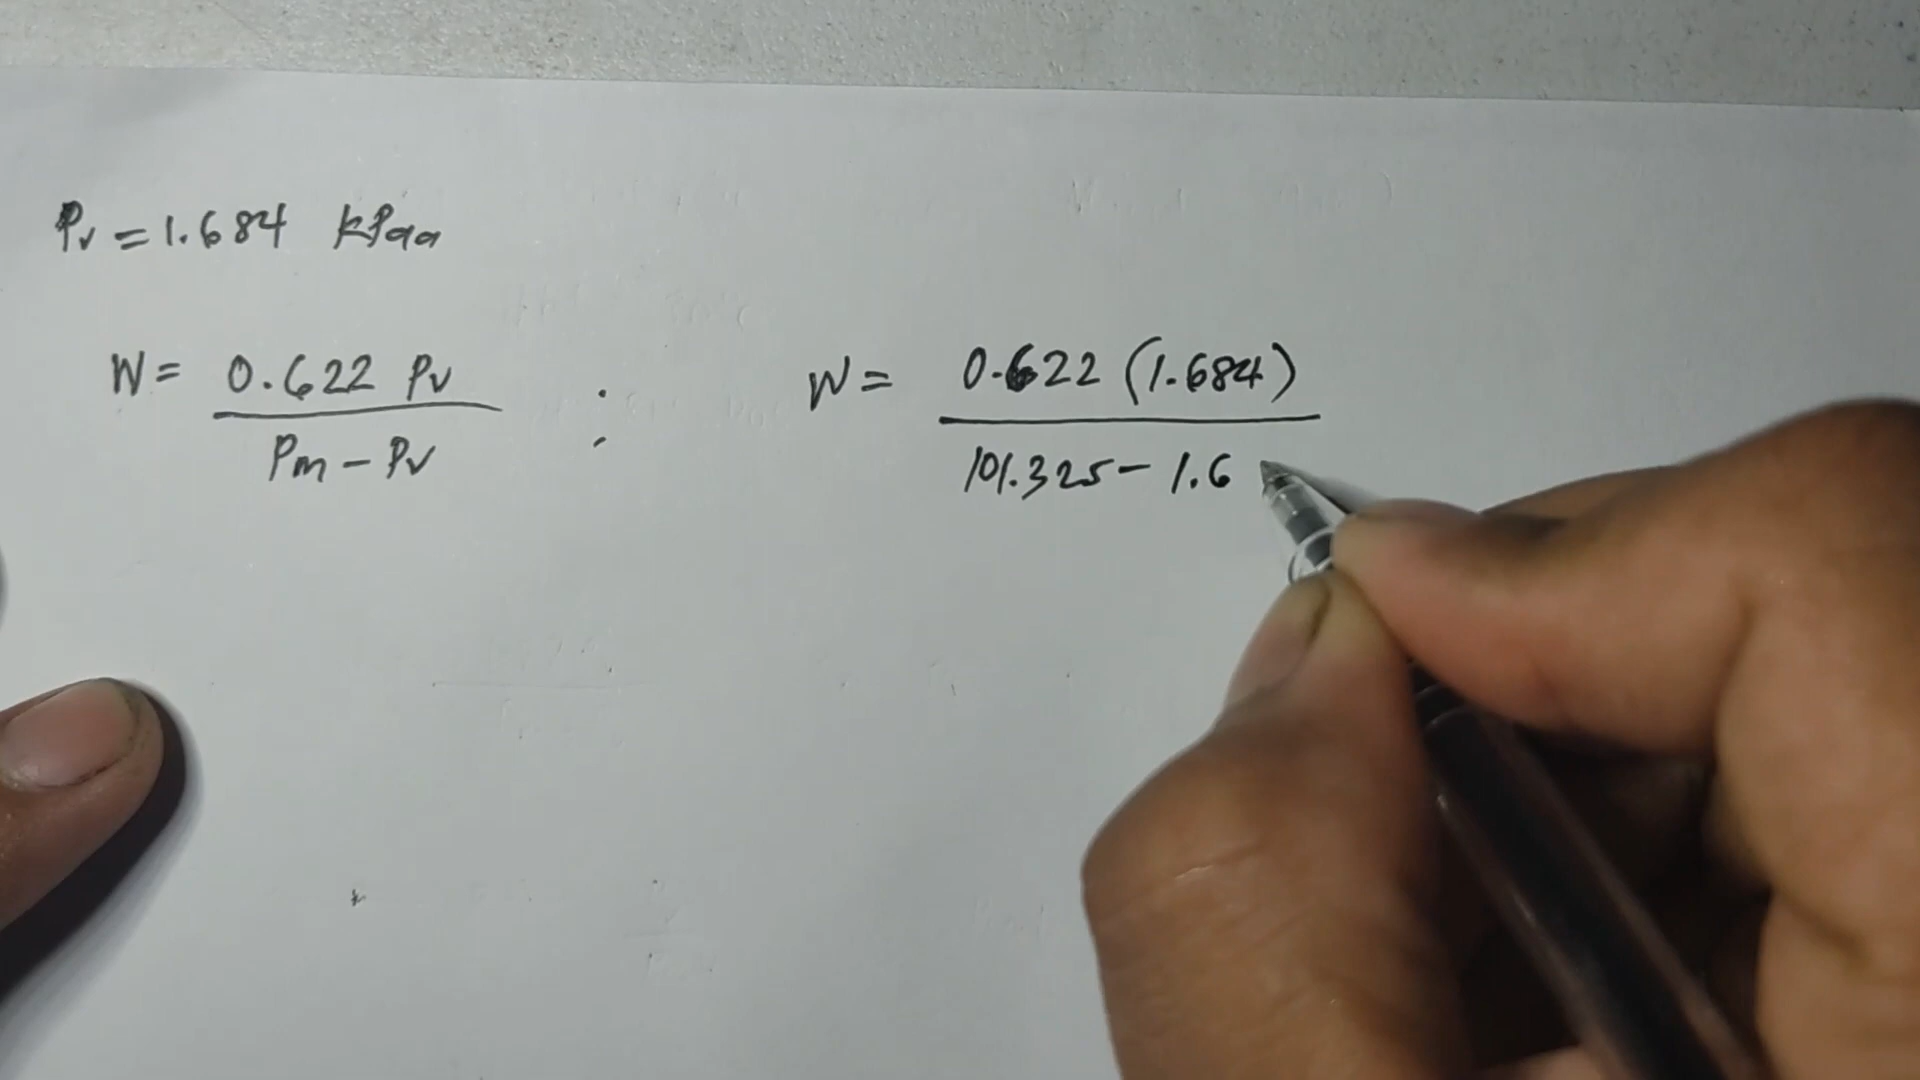 Pv = 1.684 kPaa
W = 0.622 Pv : W = 0.622 (1.684)
Pm - Pv 101.325 - 1.6